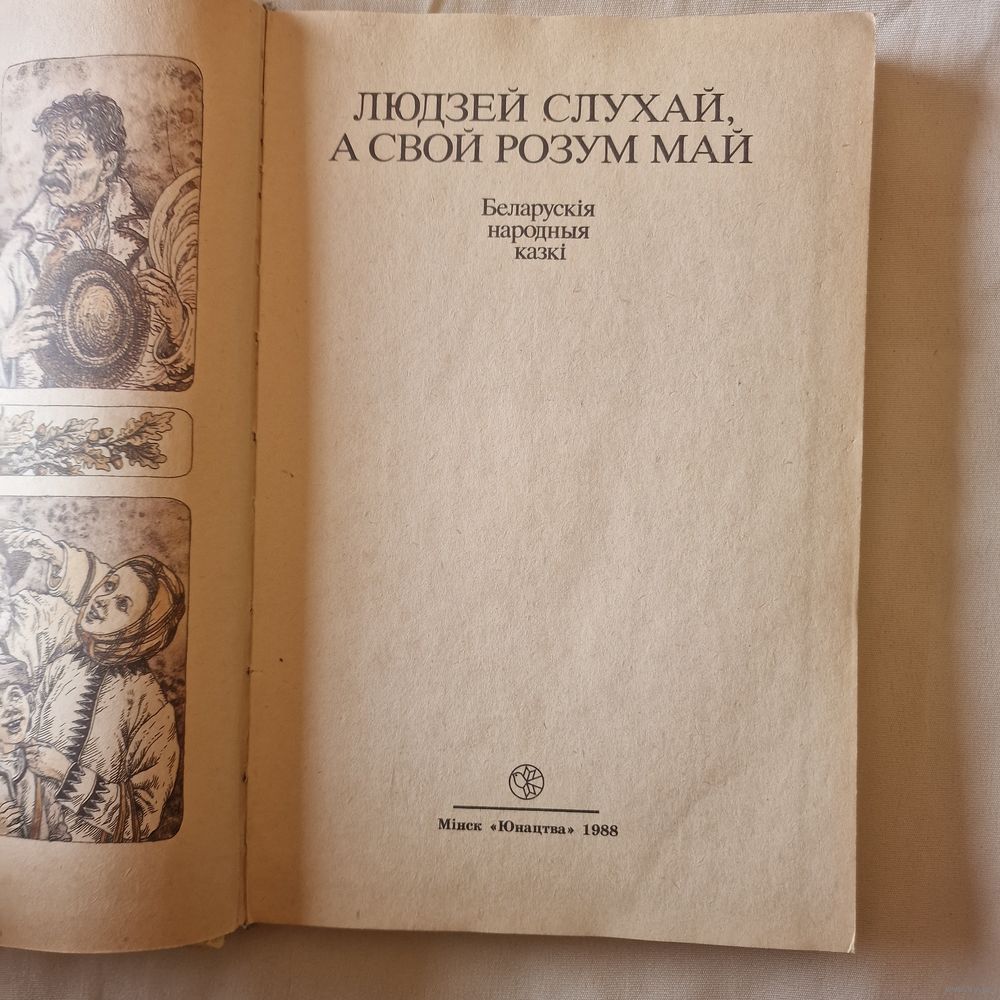 ЛЮДЗЕЙ СЛУХАЙ,
А СВОЙ РОЗУМ МАЙ
Беларускія
народныя
казкі
Мінск «Юнацтва» 1988